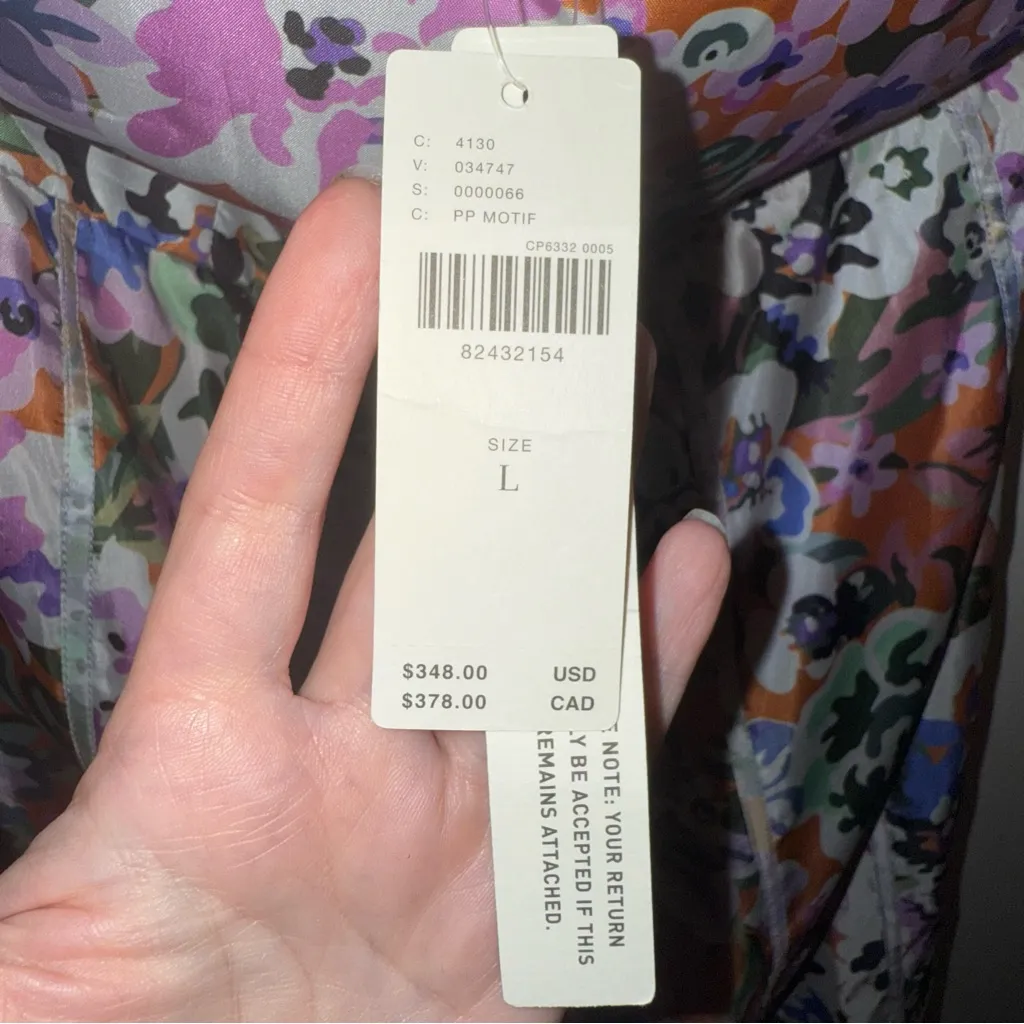 C: 4130
V: 034747
S: 0000066
C: PP MOTIF
CP6332 0005
82432154
SIZE
L
$348.00 USD
$378.00 CAD
NOTE: YOUR RETURN
BE ACCEPTED IF THIS
REMAINS ATTACHED.